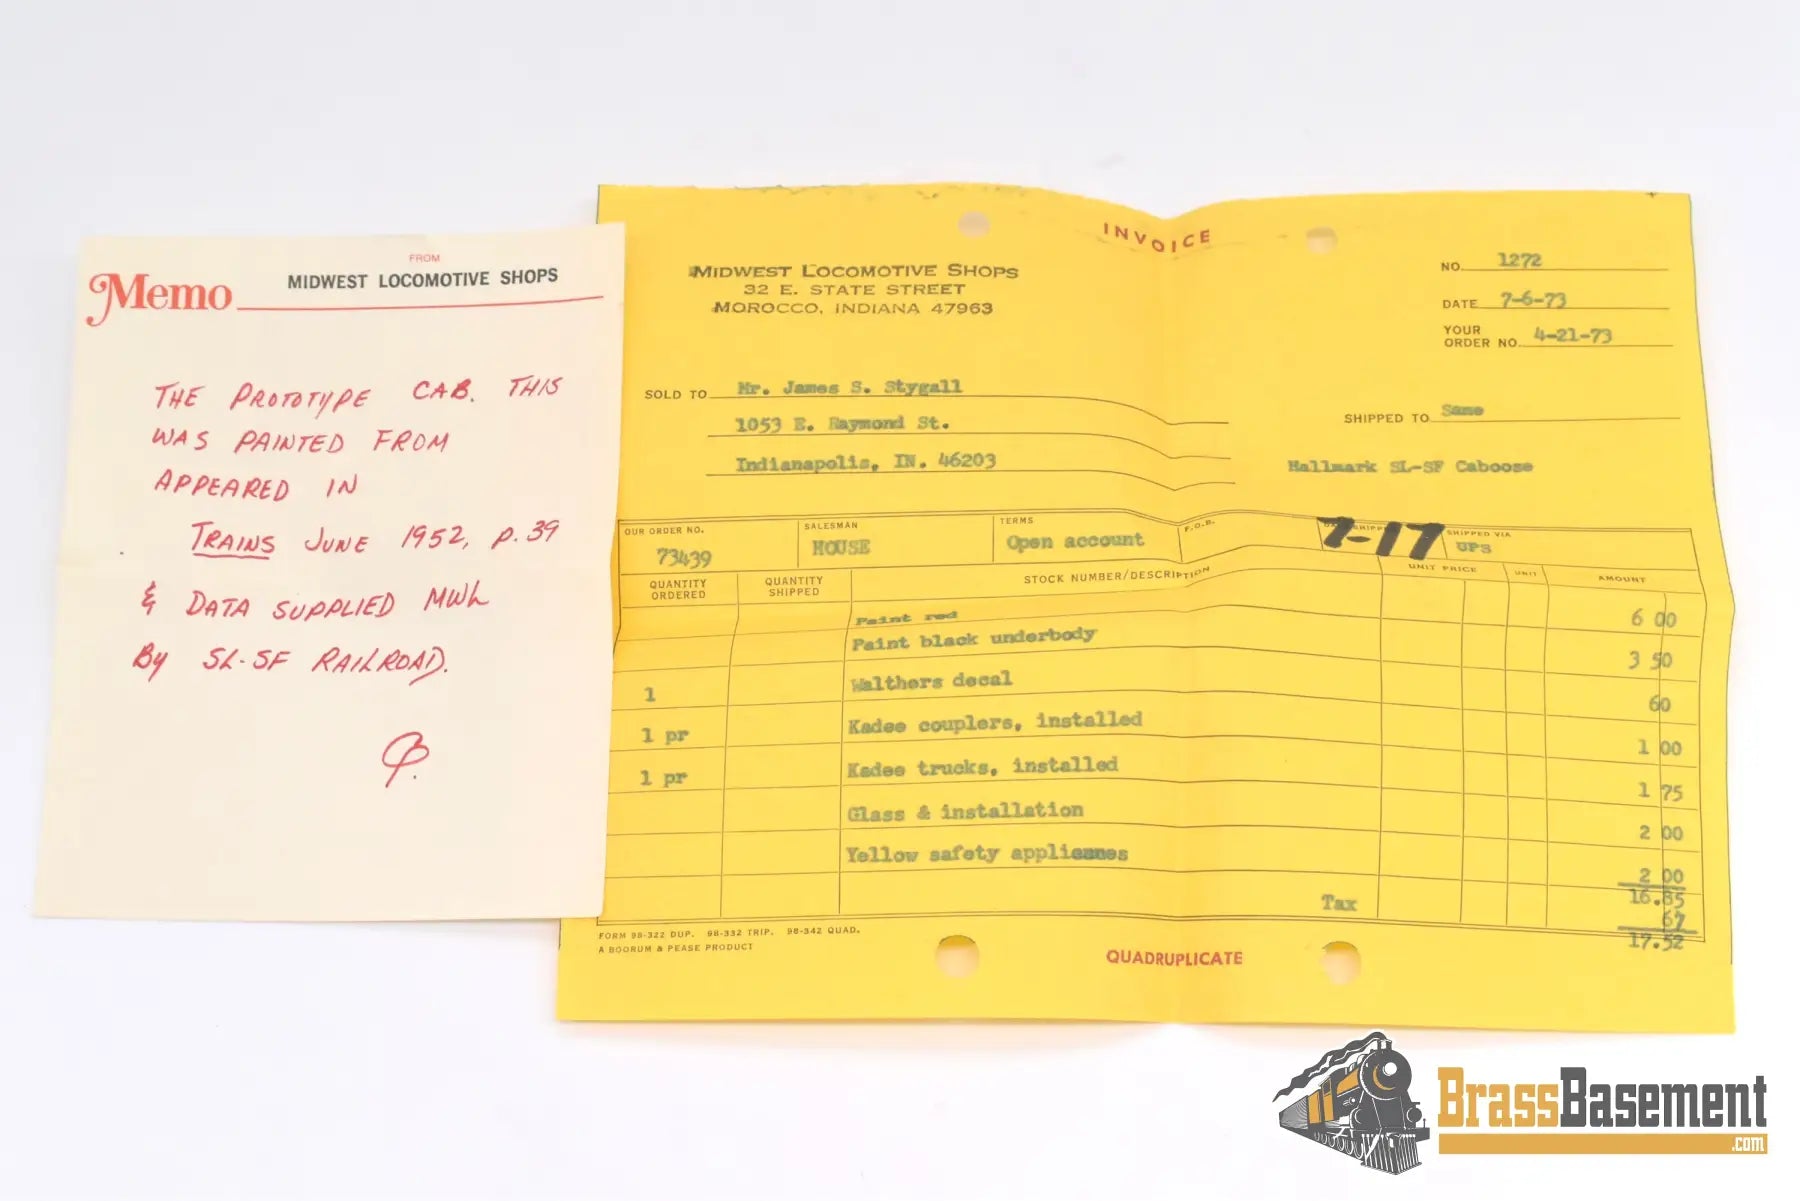 FROM
Memo MIDWEST LOCOMOTIVE SHOPS
THE PROTOTYPE CAB. THIS
WAS PAINTED FROM
APPEARED IN
TRAINS JUNE 1952, P. 39
& DATA SUPPLIED MWL
BY SL-SF RAILROAD.
INVOICE
MIDWEST LOCOMOTIVE SHOPS
32 E. STATE STREET
MOROCCO, INDIANA 47963
NO. 1272
DATE 7-6-73
YOUR
ORDER NO. 4-21-73
SOLD TO Mr. James S. Stygall
1053 E. Raymond St.
Indianapolis, IN. 46203
SHIPPED TO Same
Hallmark SL-SF Caboose
OUR ORDER NO. SALESMAN TERMS F.O.B. SHIPPED VIA
73439 HOUSE Open account 7-17 UPS
QUANTITY ORDERED QUANTITY SHIPPED STOCK NUMBER/DESCRIPTION UNIT PRICE UNIT AMOUNT
Paint red 6 00
Paint black underbody 3 50
1 Walthers decal 60
1 pr Kadee couplers, installed 1 00
1 pr Kadee trucks, installed 1 75
Glass & installation 2 00
Yellow safety 2 00
16.85
Tax 67
17.52
FORM 98-322 DUP. 98-332 TRIP. 98-342 QUAD.
A BOORUM & PEASE PRODUCT
QUADRUPLICATE
BrassBasement
.com